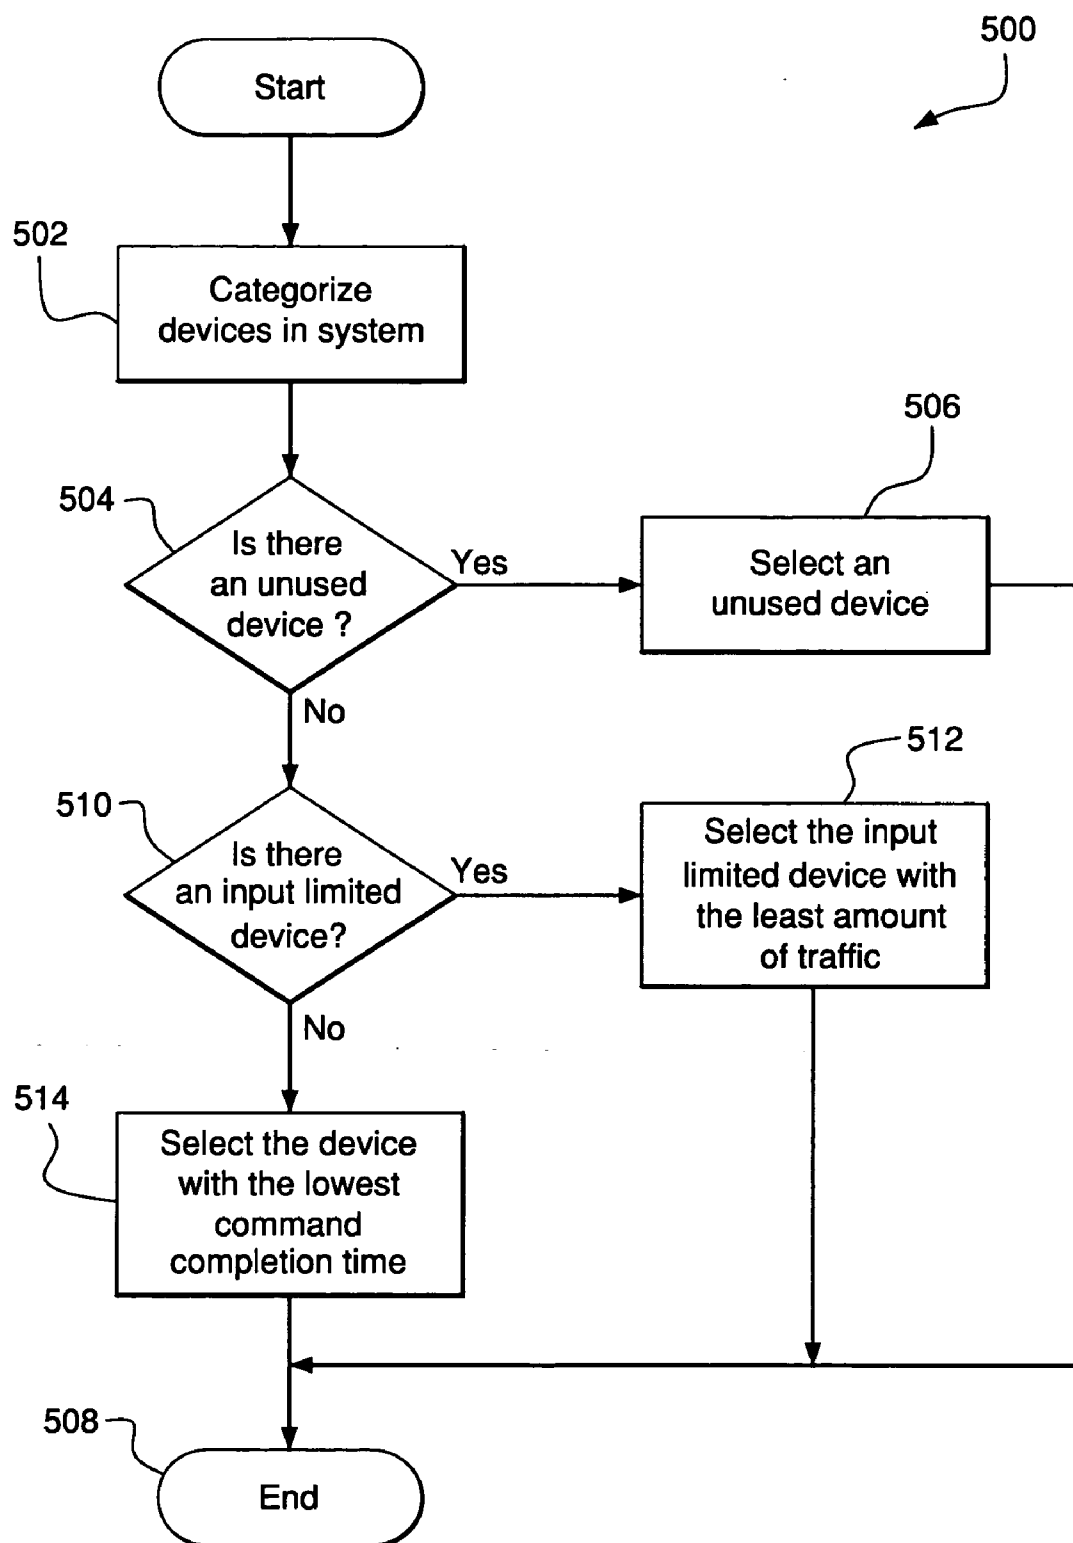 500
Start
502
Categorize
devices in system
506
504
Is there
an unused
device ?
Yes
Select an
unused device
No
512
510
Is there
an input limited
device?
Yes
Select the input
limited device with
the least amount
of traffic
No
514
Select the device
with the lowest
command
completion time
508
End